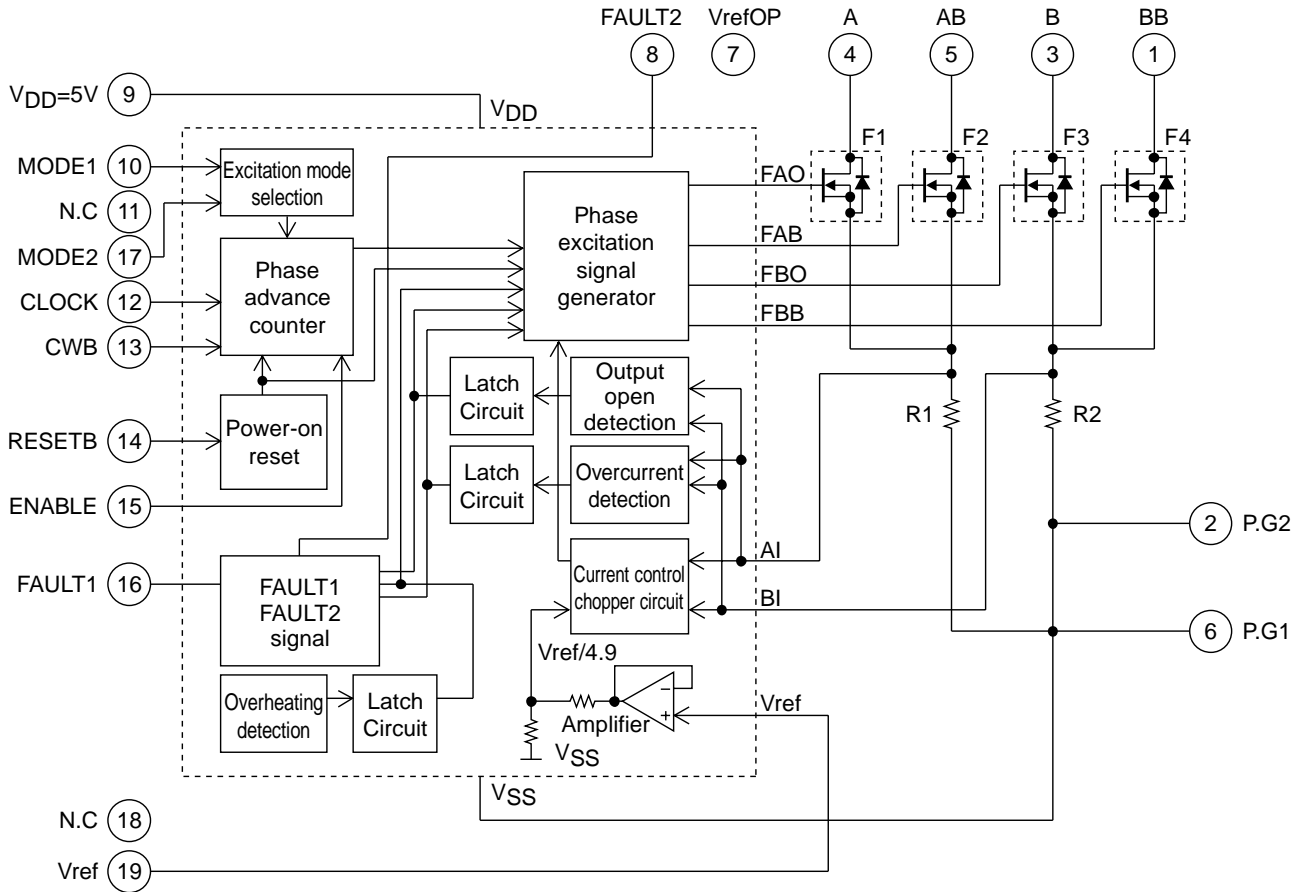 FAULT2 VrefOP A AB B BB
8 7 4 5 3 1
VDD=5V 9
VDD
MODE1 10
Excitation mode
selection
N.C 11
MODE2 17
Phase
advance
counter
CLOCK 12
CWB 13
Phase
excitation
signal
generator
F1 F2 F3 F4
FAO
FAB
FBO
FBB
Latch
Circuit
Output
open
detection
R1 R2
RESETB 14
Power-on
reset
Latch
Circuit
Overcurrent
detection
ENABLE 15
2 P.G2
FAULT1 16
FAULT1
FAULT2
signal
Current control
chopper circuit
AI
BI
6 P.G1
Vref/4.9
Overheating
detection
Latch
Circuit
−
+
Amplifier
Vref
VSS
VSS
N.C 18
Vref 19